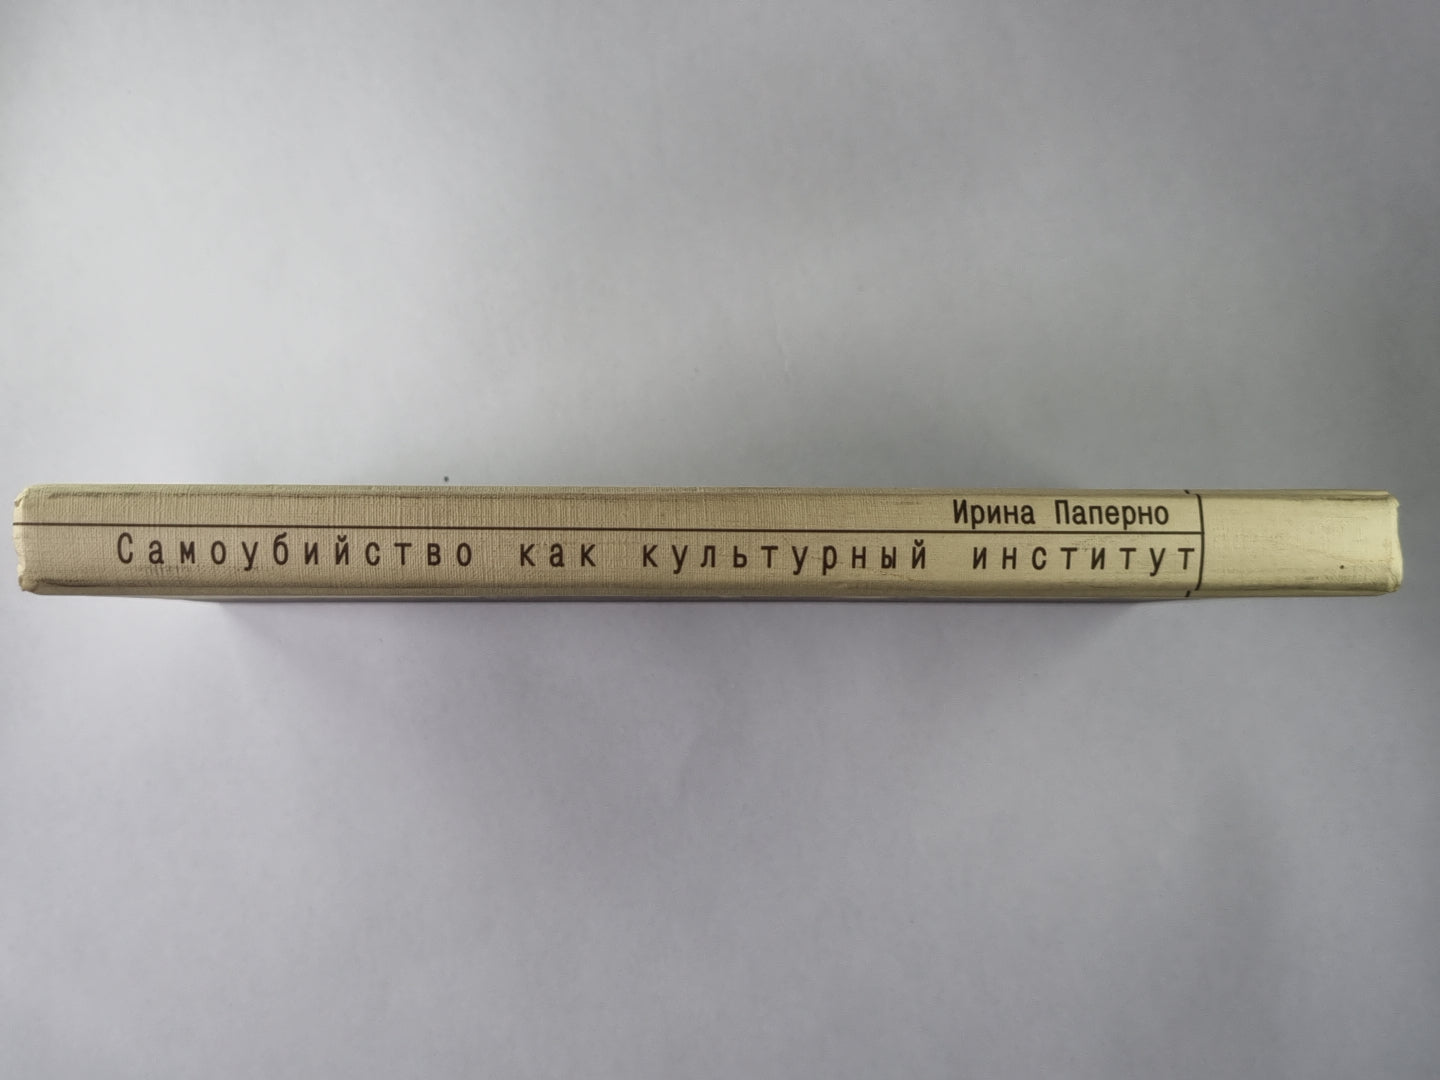 Ирина Паперно
Самоубийство как культурный институт